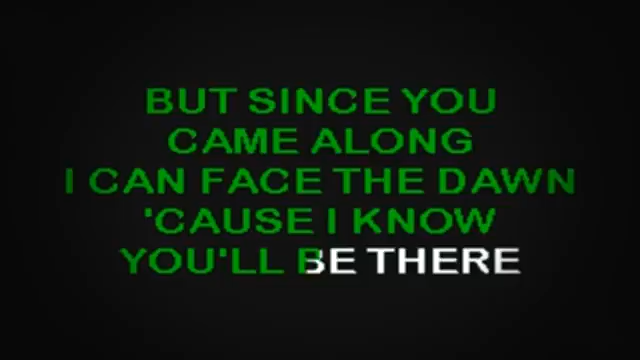 BUT SINCE YOU
CAME ALONG
I CAN FACE THE DAWN
'CAUSE I KNOW
YOU'LL BE THERE